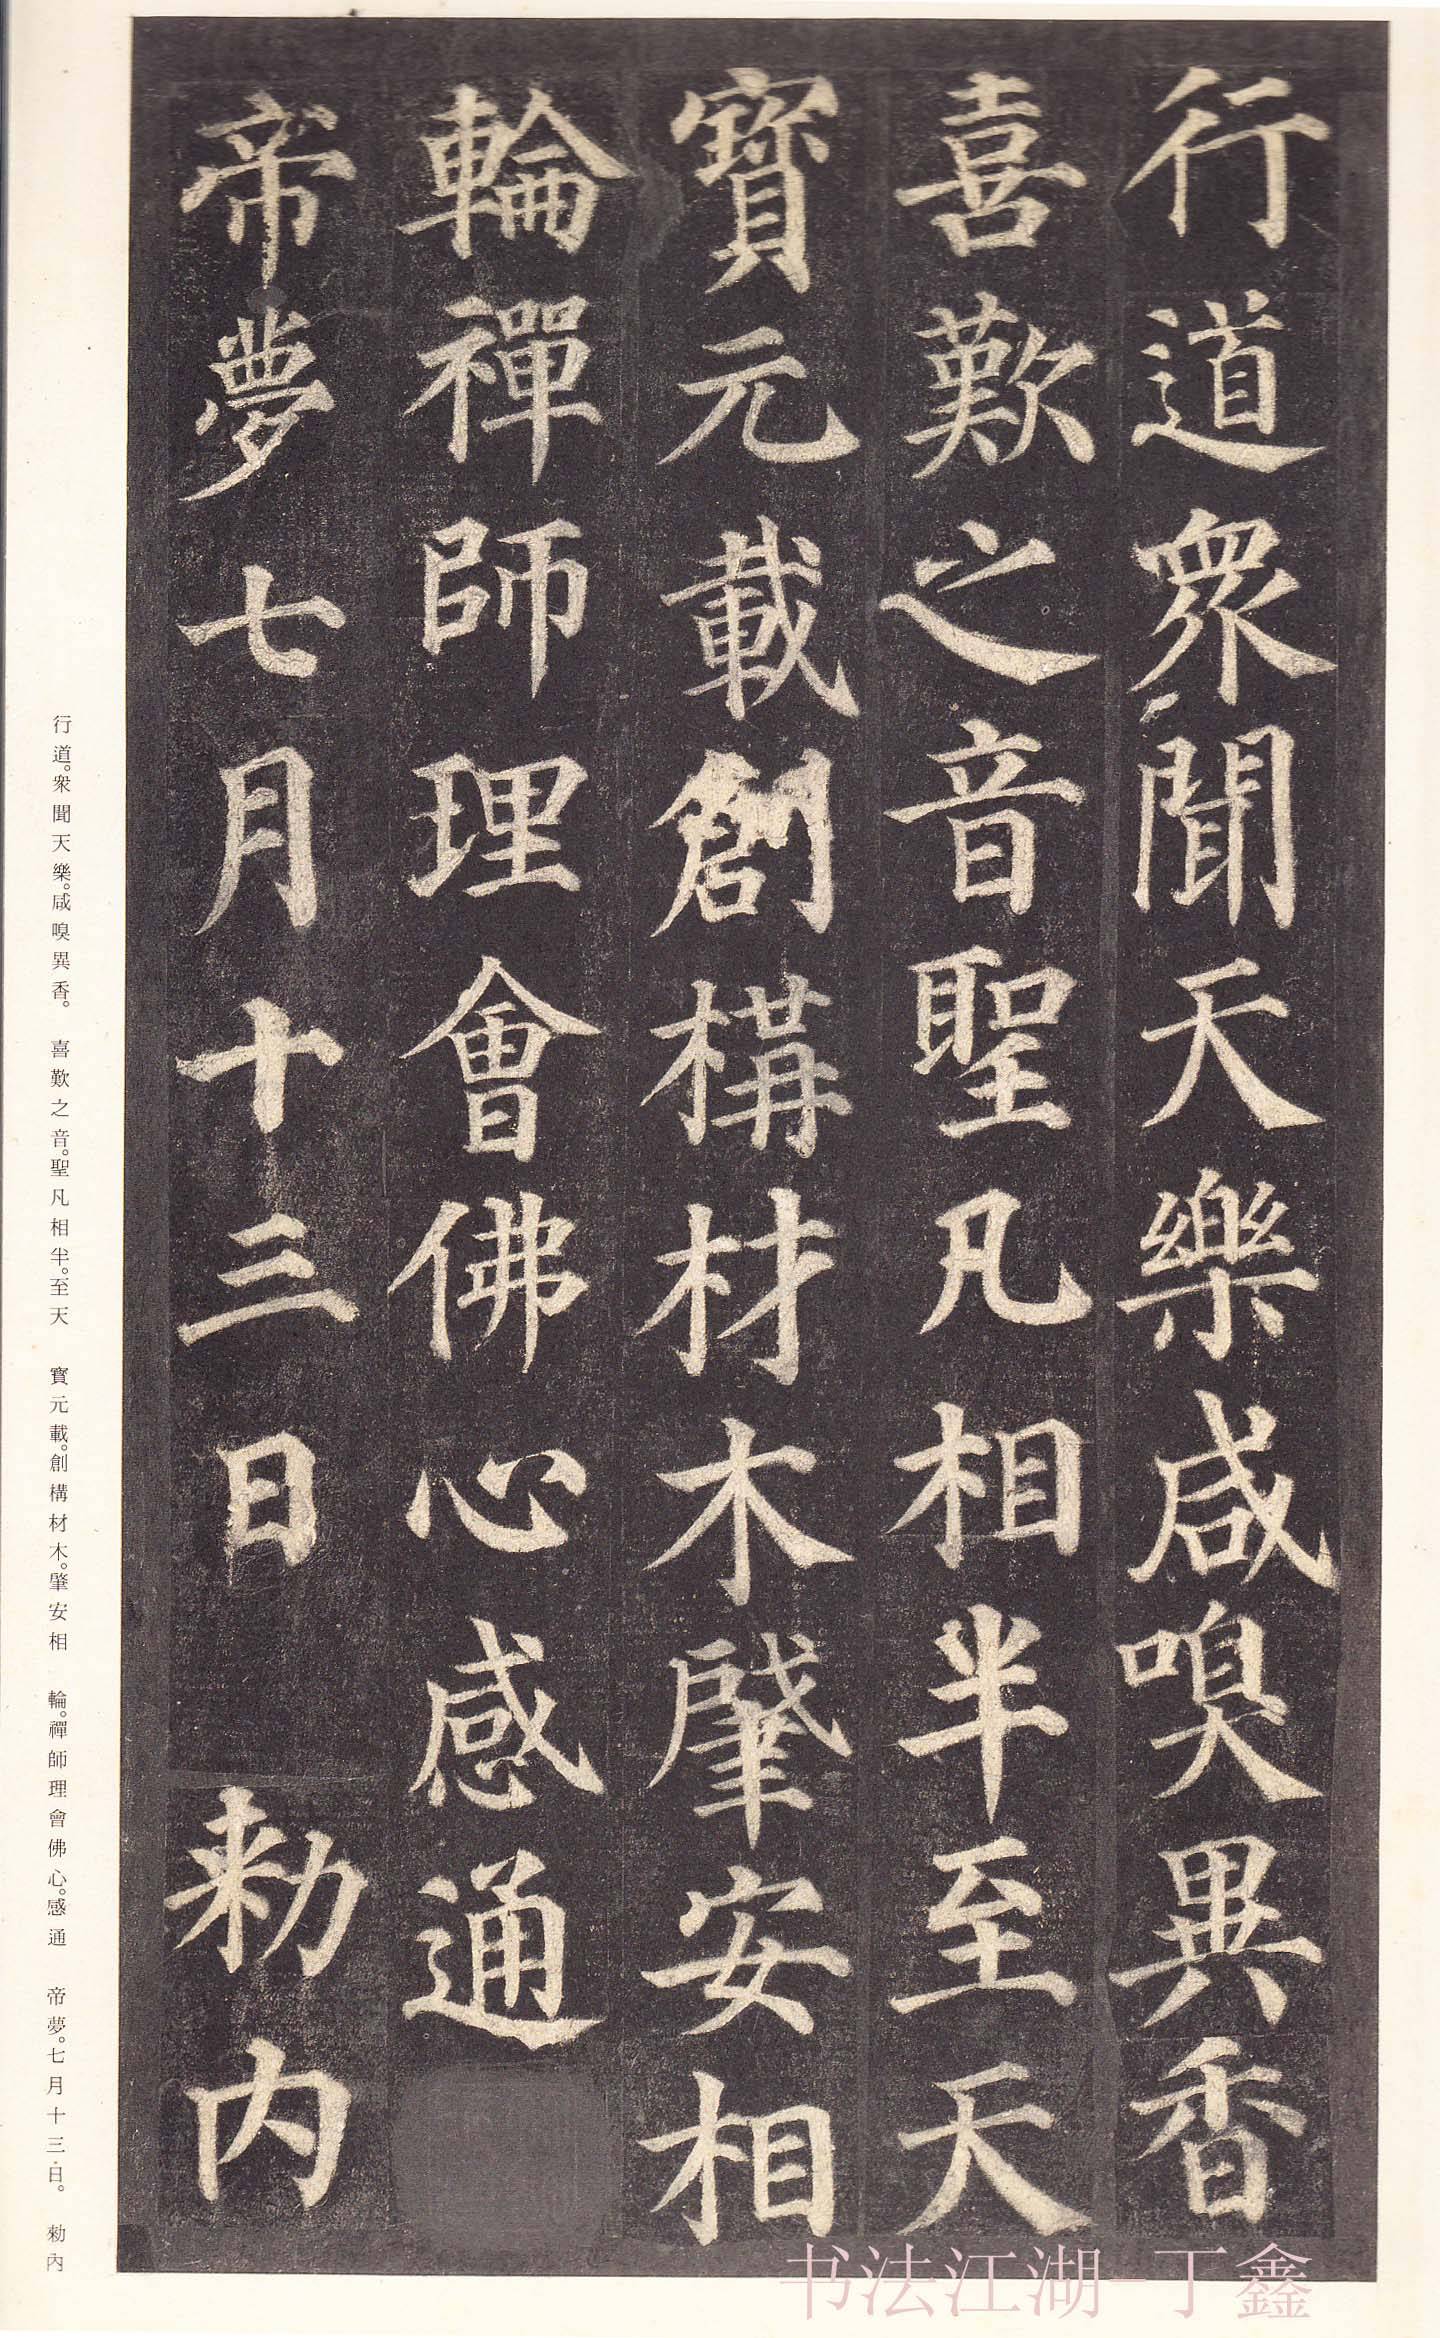 行道衆聞天樂咸嗅異香
喜歎之音聖凡相半至天
寶元載創構材木肇安相
輪禪師理會佛心感通
帝夢七月十三日 勅內
行道。衆聞天樂。咸嗅異香。 喜歎之音。聖凡相半。至天 寶元載。創構材木。肇安相 輪。禪師理會佛心。感通 帝夢。七月十三日。 勅內
书法江湖-丁鑫